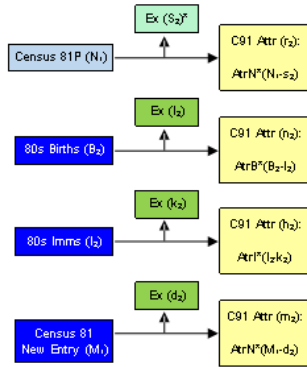 Ex (S₂)*
Census 81P (N₁)
C91 Attr (r₂):
AtrN*(N₁-s₂)
Ex (l₂)
80s Births (B₂)
C91 Attr (n₂):
AtrB*(B₂-l₂)
Ex (k₂)
80s Imms (I₂)
C91 Attr (h₂):
AtrI*(I₂-k₂)
Ex (d₂)
Census 81
New Entry (M₁)
C91 Attr (m₂):
AtrN*(M₁-d₂)